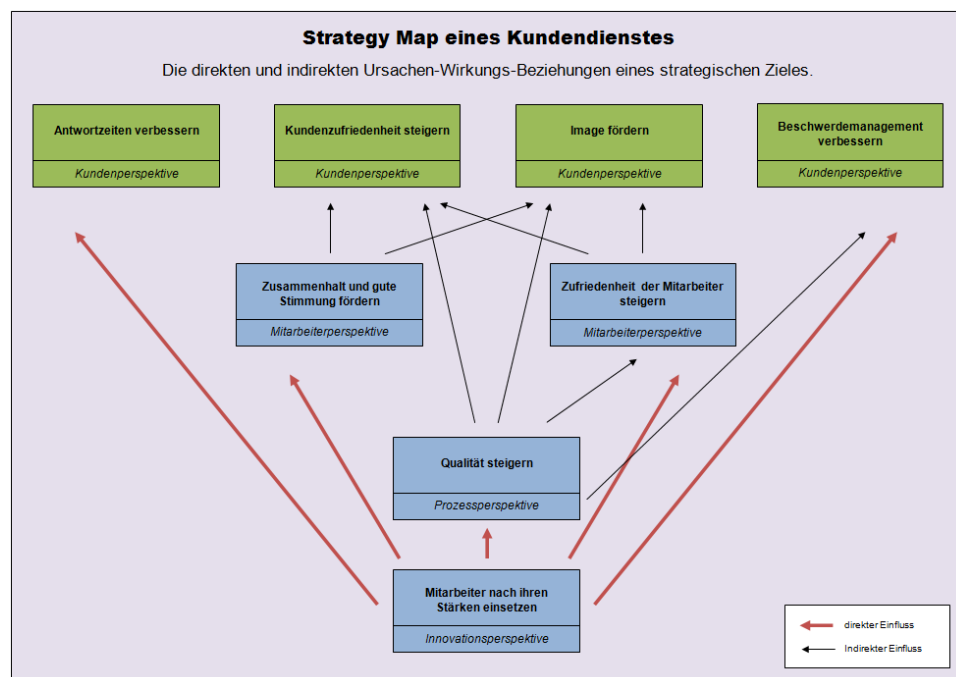 Strategy Map eines Kundendienstes
Die direkten und indirekten Ursachen-Wirkungs-Beziehungen eines strategischen Zieles.
Antwortzeiten verbessern
Kundenperspektive
Kundenzufriedenheit steigern
Kundenperspektive
Image fördern
Kundenperspektive
Beschwerdemanagement
verbessern
Kundenperspektive
Zusammenhalt und gute
Stimmung fördern
Mitarbeiterperspektive
Zufriedenheit der Mitarbeiter
steigern
Mitarbeiterperspektive
Qualität steigern
Prozessperspektive
Mitarbeiter nach ihren
Stärken einsetzen
Innovationsperspektive
direkter Einfluss
Indirekter Einfluss